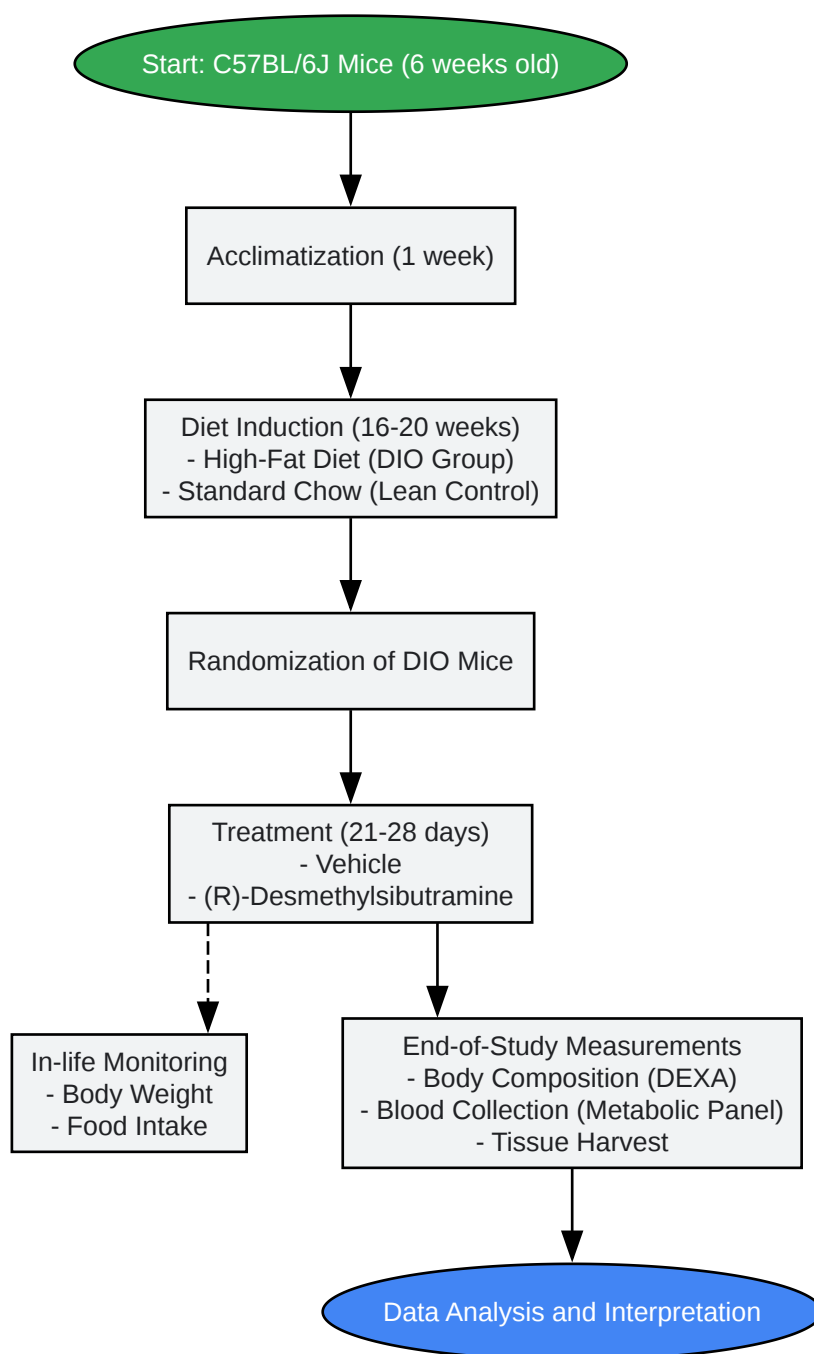 Start: C57BL/6J Mice (6 weeks old)
Acclimatization (1 week)
Diet Induction (16-20 weeks)
- High-Fat Diet (DIO Group)
- Standard Chow (Lean Control)
Randomization of DIO Mice
Treatment (21-28 days)
- Vehicle
- (R)-Desmethylsibutramine
In-life Monitoring
- Body Weight
- Food Intake
End-of-Study Measurements
- Body Composition (DEXA)
- Blood Collection (Metabolic Panel)
- Tissue Harvest
Data Analysis and Interpretation